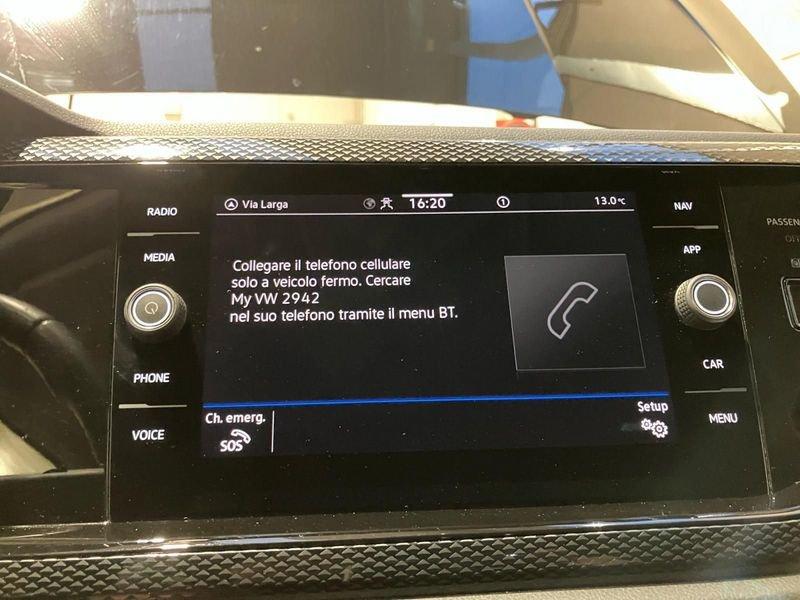 RADIO
MEDIA
PHONE
VOICE
Via Larga
16:20
1
13.0°C
Collegare il telefono cellulare
solo a veicolo fermo. Cercare
My VW 2942
nel suo telefono tramite il menu BT.
Ch. emerg.
SOS
Setup
NAV
APP
CAR
MENU
PASSEN